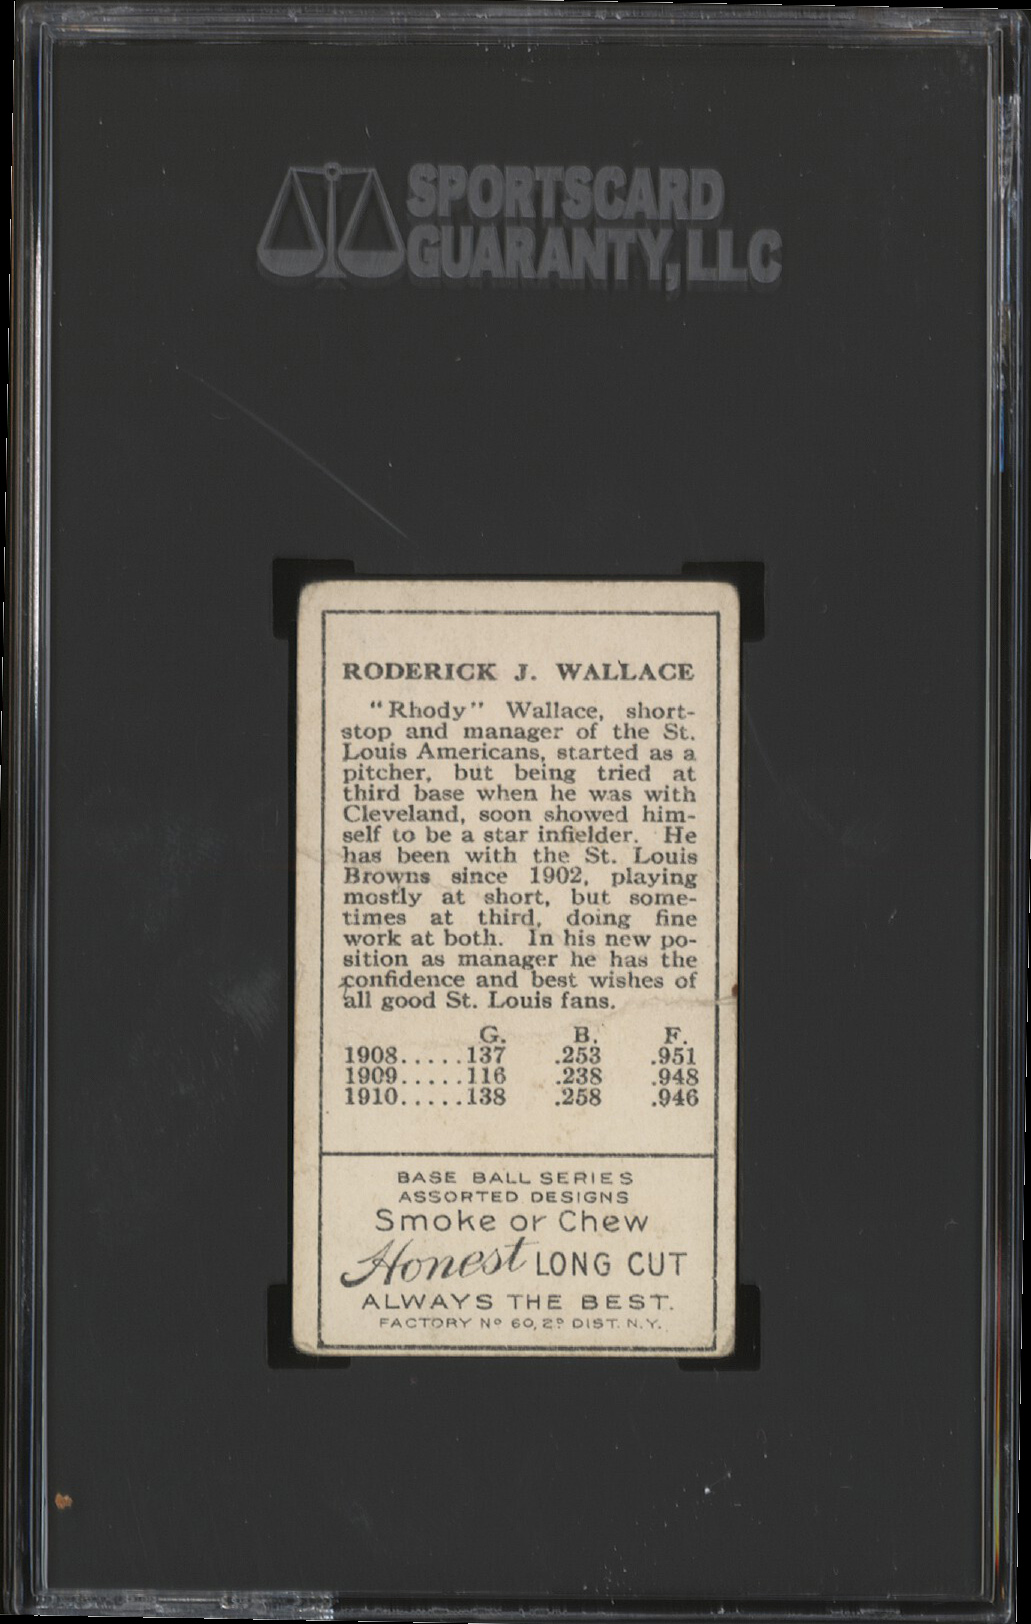 SPORTSCARD
GUARANTY, LLC
RODERICK J. WALLACE
"Rhody" Wallace, short-
stop and manager of the St.
Louis Americans, started as a
pitcher, but being tried at
third base when he was with
Cleveland, soon showed him-
self to be a star infielder. He
has been with the St. Louis
Browns since 1902, playing
mostly at short, but some-
times at third, doing fine
work at both. In his new po-
sition as manager he has the
confidence and best wishes of
all good St. Louis fans.
G. B. F.
1908.....137 .253 .951
1909.....116 .238 .948
1910.....138 .258 .946
BASE BALL SERIES
ASSORTED DESIGNS
Smoke or Chew
Honest LONG CUT
ALWAYS THE BEST.
FACTORY Nº 60, 2ᴰ DIST. N.Y.